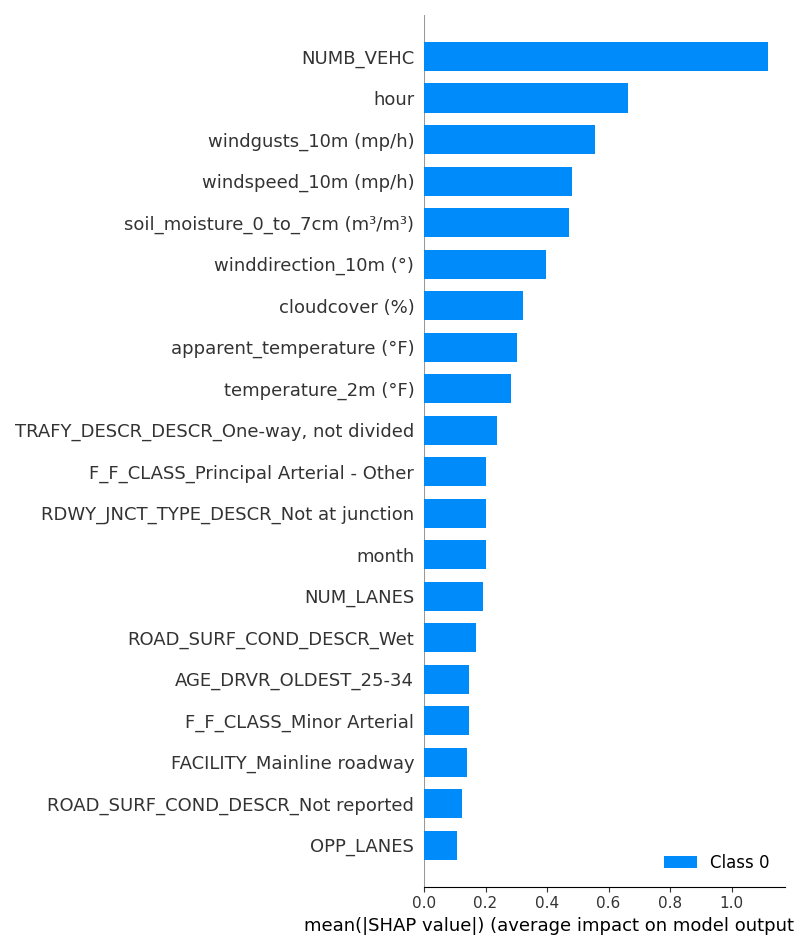 NUMB_VEHC
hour
windgusts_10m (mp/h)
windspeed_10m (mp/h)
soil_moisture_0_to_7cm (m³/m³)
winddirection_10m (°)
cloudcover (%)
apparent_temperature (°F)
temperature_2m (°F)
TRAFY_DESCR_DESCR_One-way, not divided
F_F_CLASS_Principal Arterial - Other
RDWY_JNCT_TYPE_DESCR_Not at junction
month
NUM_LANES
ROAD_SURF_COND_DESCR_Wet
AGE_DRVR_OLDEST_25-34
F_F_CLASS_Minor Arterial
FACILITY_Mainline roadway
ROAD_SURF_COND_DESCR_Not reported
OPP_LANES
Class 0
0.0 0.2 0.4 0.6 0.8 1.0
mean(|SHAP value|) (average impact on model output